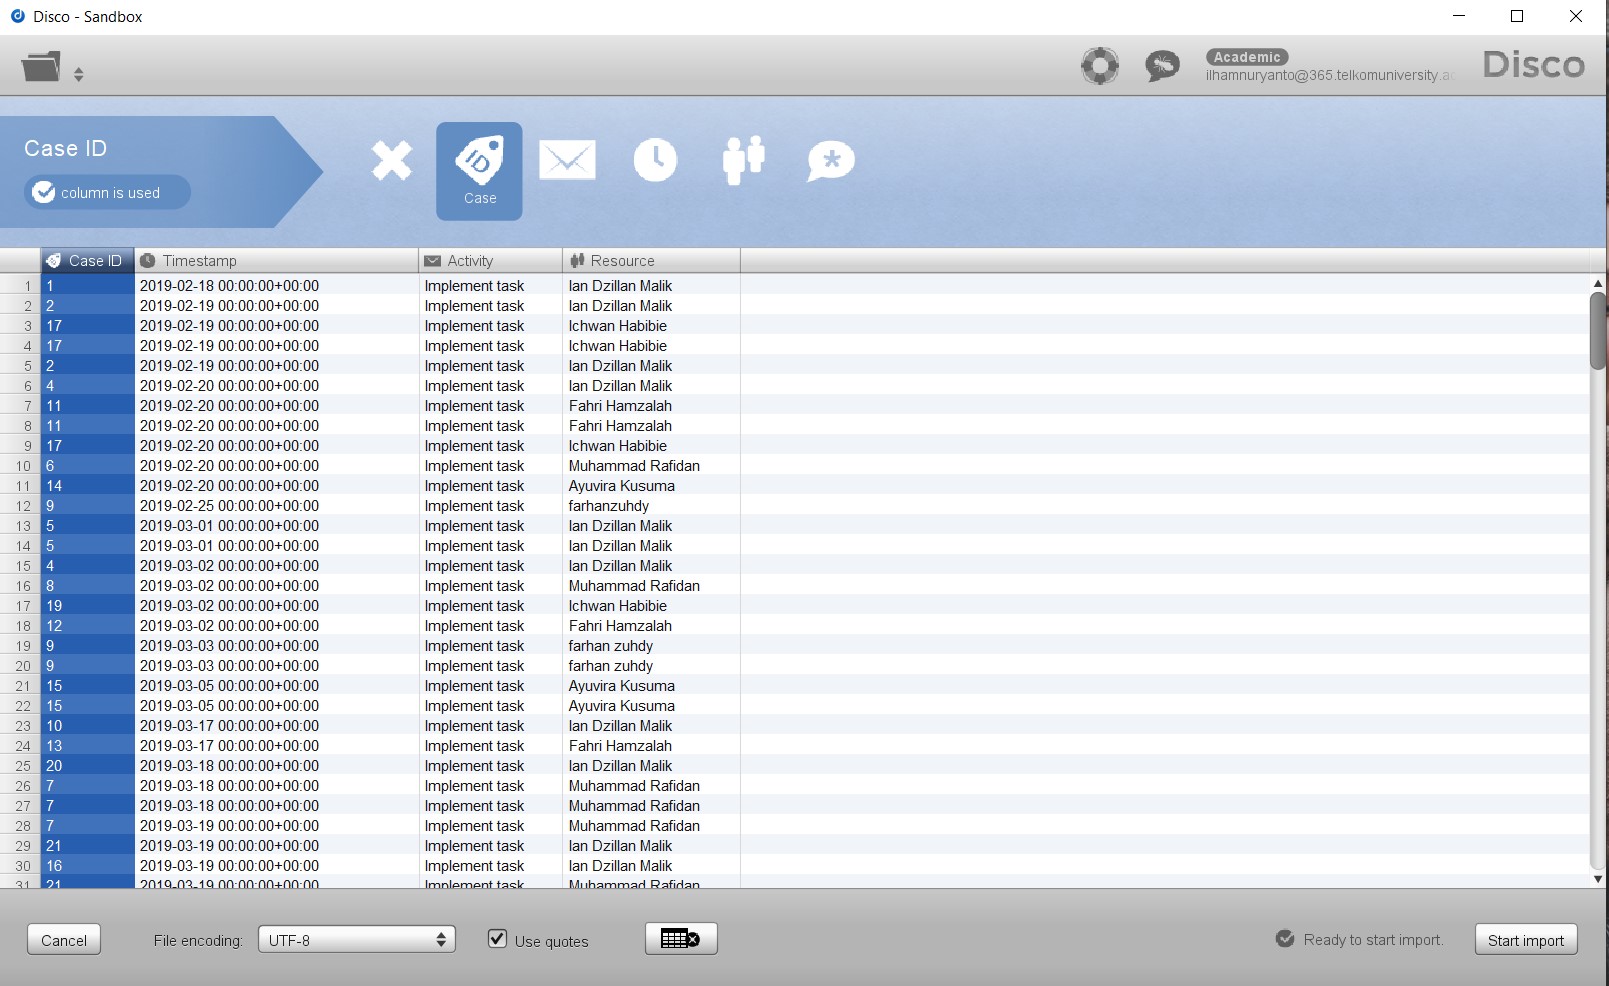 Disco - Sandbox
Academic
ilhamnuryanto@365.telkomuniversity.ac
Disco
Case ID
column is used
ID
Case
Case ID Timestamp Activity Resource
1 1 2019-02-18 00:00:00+00:00 Implement task Ian Dzillan Malik
2 2 2019-02-19 00:00:00+00:00 Implement task Ian Dzillan Malik
3 17 2019-02-19 00:00:00+00:00 Implement task Ichwan Habibie
4 17 2019-02-19 00:00:00+00:00 Implement task Ichwan Habibie
5 2 2019-02-19 00:00:00+00:00 Implement task Ian Dzillan Malik
6 4 2019-02-20 00:00:00+00:00 Implement task Ian Dzillan Malik
7 11 2019-02-20 00:00:00+00:00 Implement task Fahri Hamzalah
8 11 2019-02-20 00:00:00+00:00 Implement task Fahri Hamzalah
9 17 2019-02-20 00:00:00+00:00 Implement task Ichwan Habibie
10 6 2019-02-20 00:00:00+00:00 Implement task Muhammad Rafidan
11 14 2019-02-20 00:00:00+00:00 Implement task Ayuvira Kusuma
12 9 2019-02-25 00:00:00+00:00 Implement task farhanzuhdy
13 5 2019-03-01 00:00:00+00:00 Implement task Ian Dzillan Malik
14 5 2019-03-01 00:00:00+00:00 Implement task Ian Dzillan Malik
15 4 2019-03-02 00:00:00+00:00 Implement task Ian Dzillan Malik
16 8 2019-03-02 00:00:00+00:00 Implement task Muhammad Rafidan
17 19 2019-03-02 00:00:00+00:00 Implement task Ichwan Habibie
18 12 2019-03-02 00:00:00+00:00 Implement task Fahri Hamzalah
19 9 2019-03-03 00:00:00+00:00 Implement task farhan zuhdy
20 9 2019-03-03 00:00:00+00:00 Implement task farhan zuhdy
21 15 2019-03-05 00:00:00+00:00 Implement task Ayuvira Kusuma
22 15 2019-03-05 00:00:00+00:00 Implement task Ayuvira Kusuma
23 10 2019-03-17 00:00:00+00:00 Implement task Ian Dzillan Malik
24 13 2019-03-17 00:00:00+00:00 Implement task Fahri Hamzalah
25 20 2019-03-18 00:00:00+00:00 Implement task Ian Dzillan Malik
26 7 2019-03-18 00:00:00+00:00 Implement task Muhammad Rafidan
27 7 2019-03-18 00:00:00+00:00 Implement task Muhammad Rafidan
28 7 2019-03-19 00:00:00+00:00 Implement task Muhammad Rafidan
29 21 2019-03-19 00:00:00+00:00 Implement task Ian Dzillan Malik
30 16 2019-03-19 00:00:00+00:00 Implement task Ian Dzillan Malik
31 21 2019-03-19 00:00:00+00:00 Implement task Muhammad Rafidan
Cancel File encoding: UTF-8 Use quotes Ready to start import. Start import